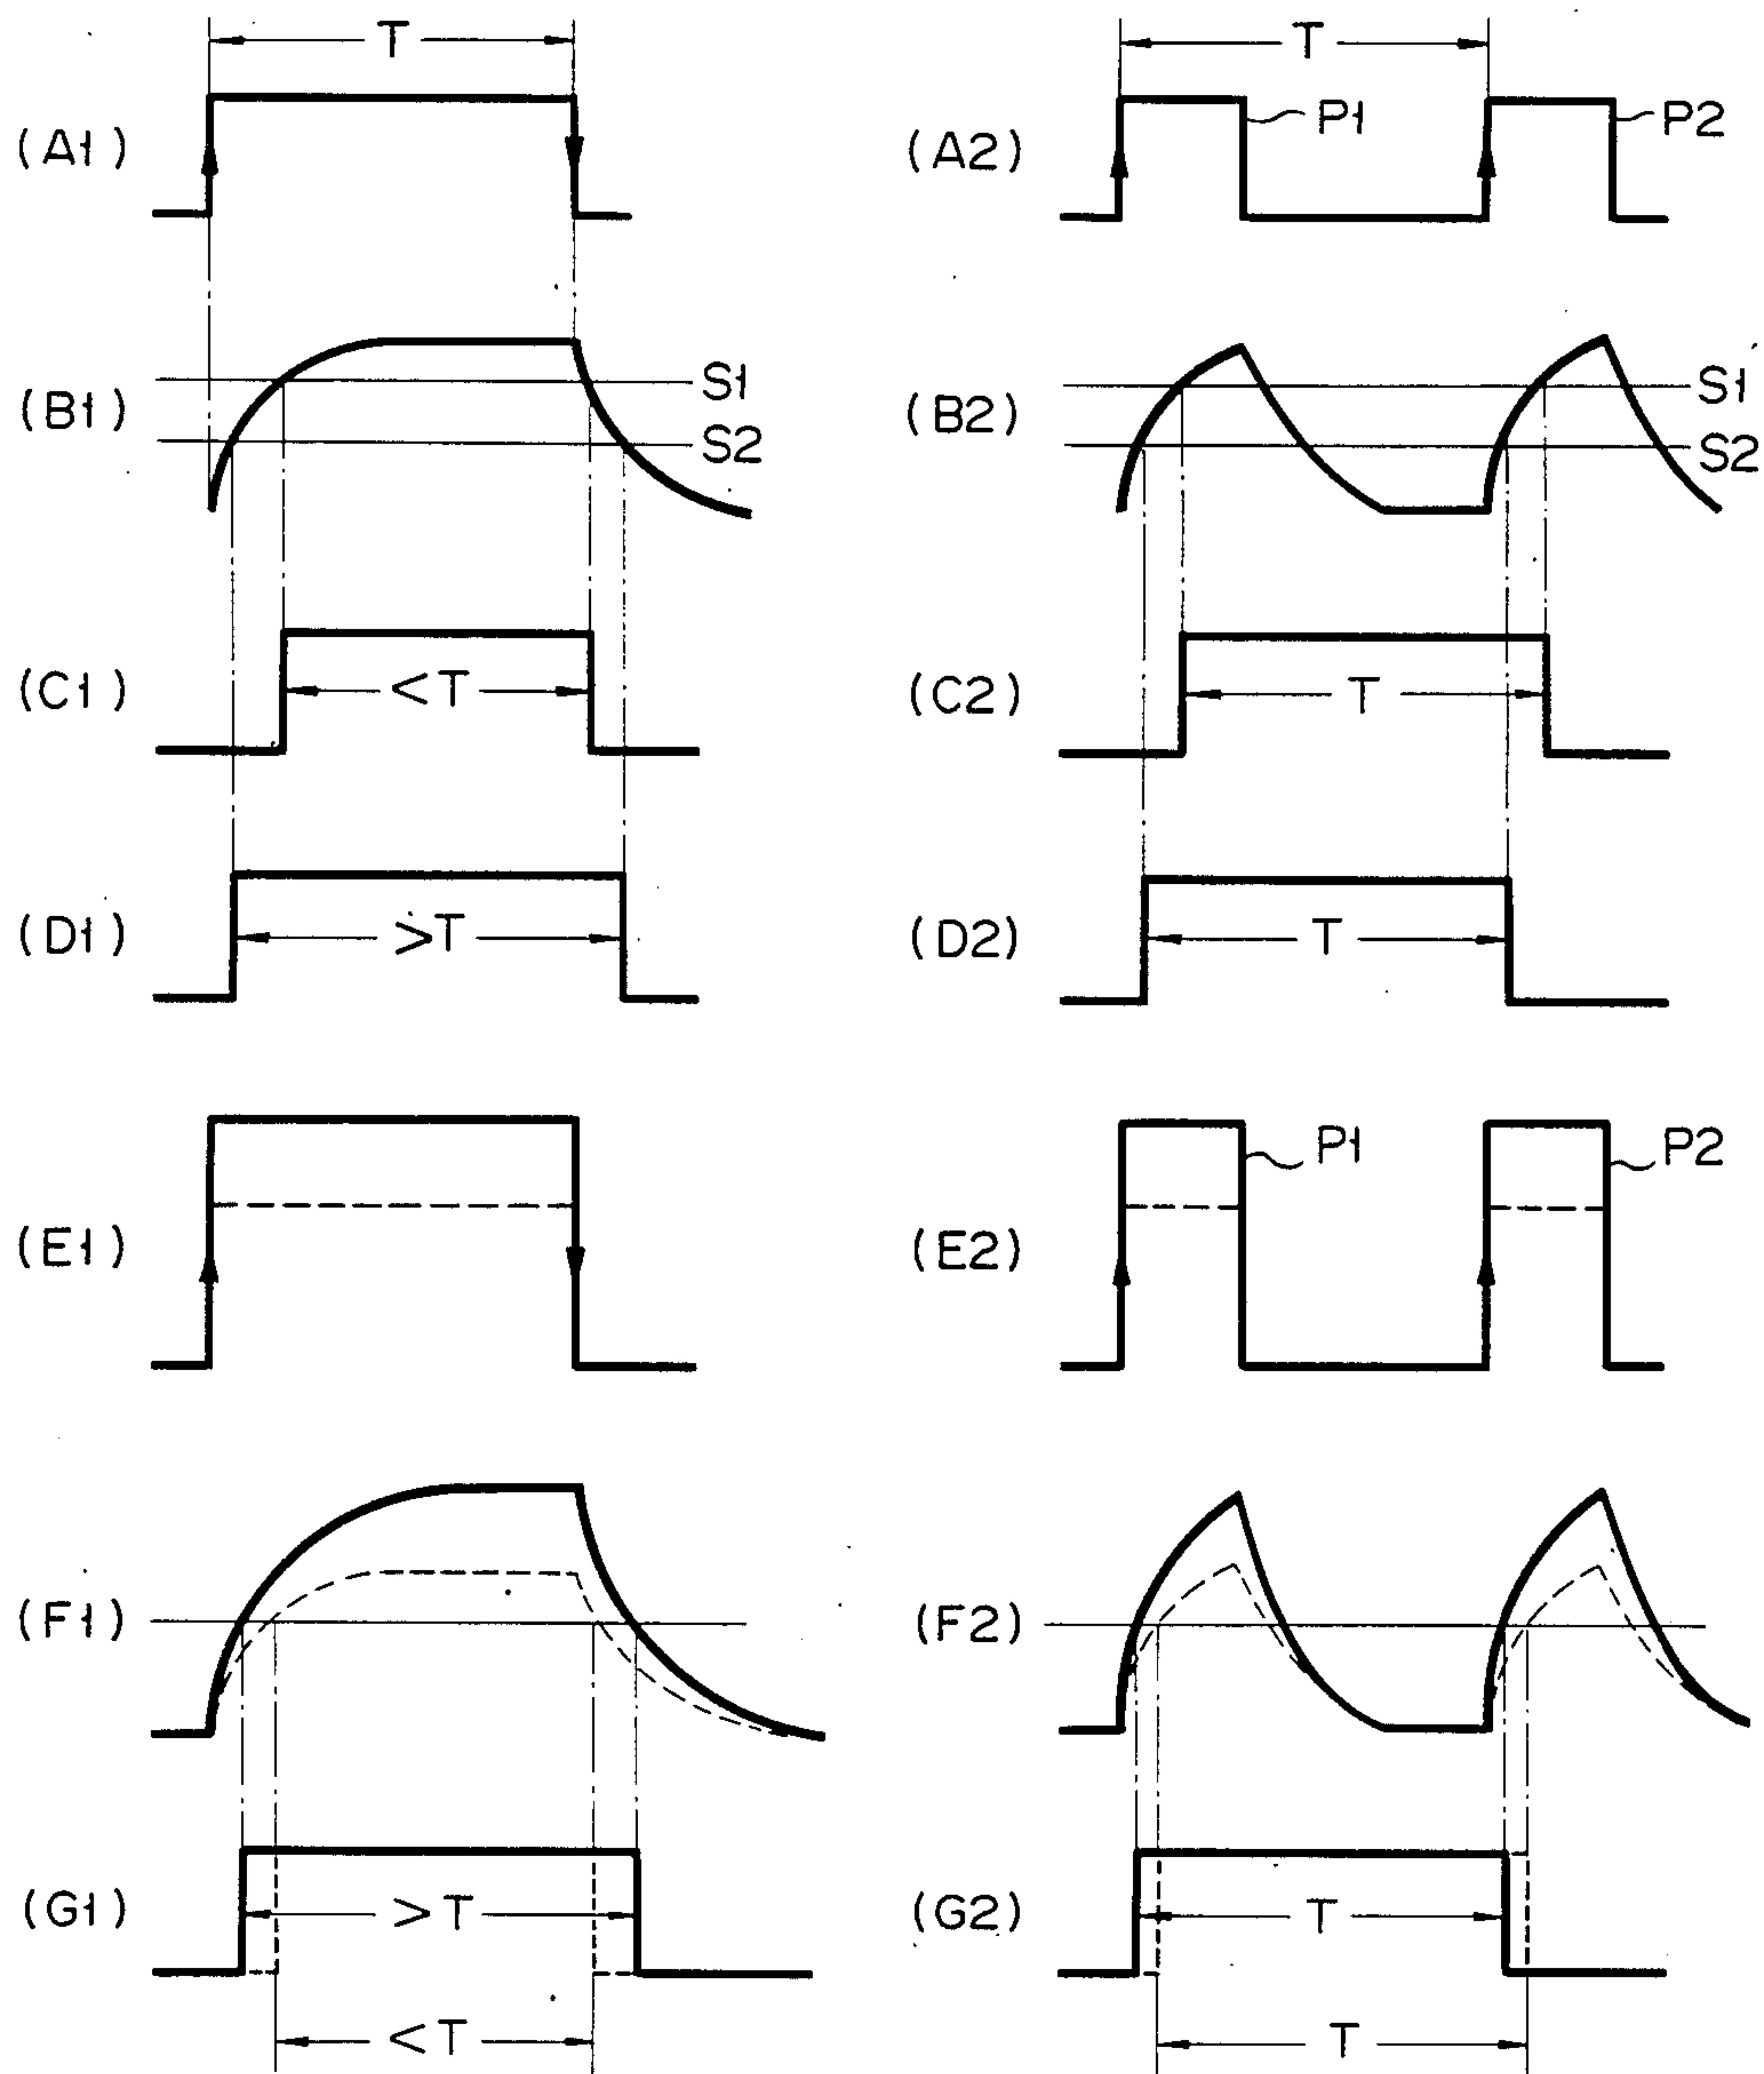 T
(A1)
T
P1
P2
(A2)
S1
S2
(B1)
S1
S2
(B2)
(C1)
< T
(C2)
T
(D1)
> T
(D2)
T
(E1)
P1
P2
(E2)
(F1)
(F2)
(G1)
> T
< T
(G2)
T
T